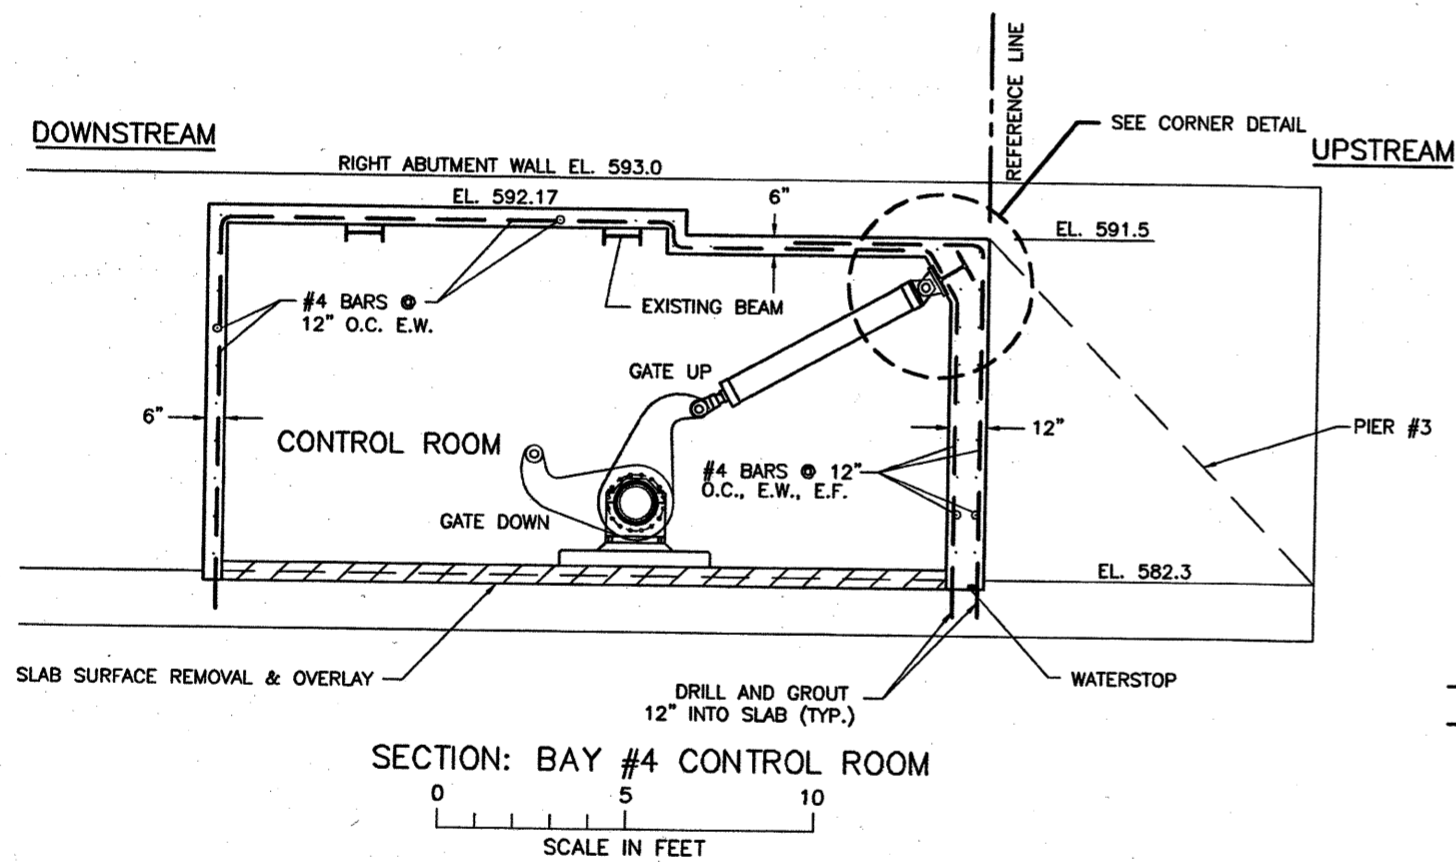 REFERENCE LINE
SEE CORNER DETAIL
DOWNSTREAM
UPSTREAM
RIGHT ABUTMENT WALL EL. 593.0
EL. 592.17
6"
EL. 591.5
#4 BARS @
12" O.C. E.W.
EXISTING BEAM
GATE UP
6"
12"
PIER #3
CONTROL ROOM
#4 BARS @ 12"
O.C., E.W., E.F.
GATE DOWN
EL. 582.3
SLAB SURFACE REMOVAL & OVERLAY
DRILL AND GROUT
12" INTO SLAB (TYP.)
WATERSTOP
SECTION: BAY #4 CONTROL ROOM
0 5 10
SCALE IN FEET